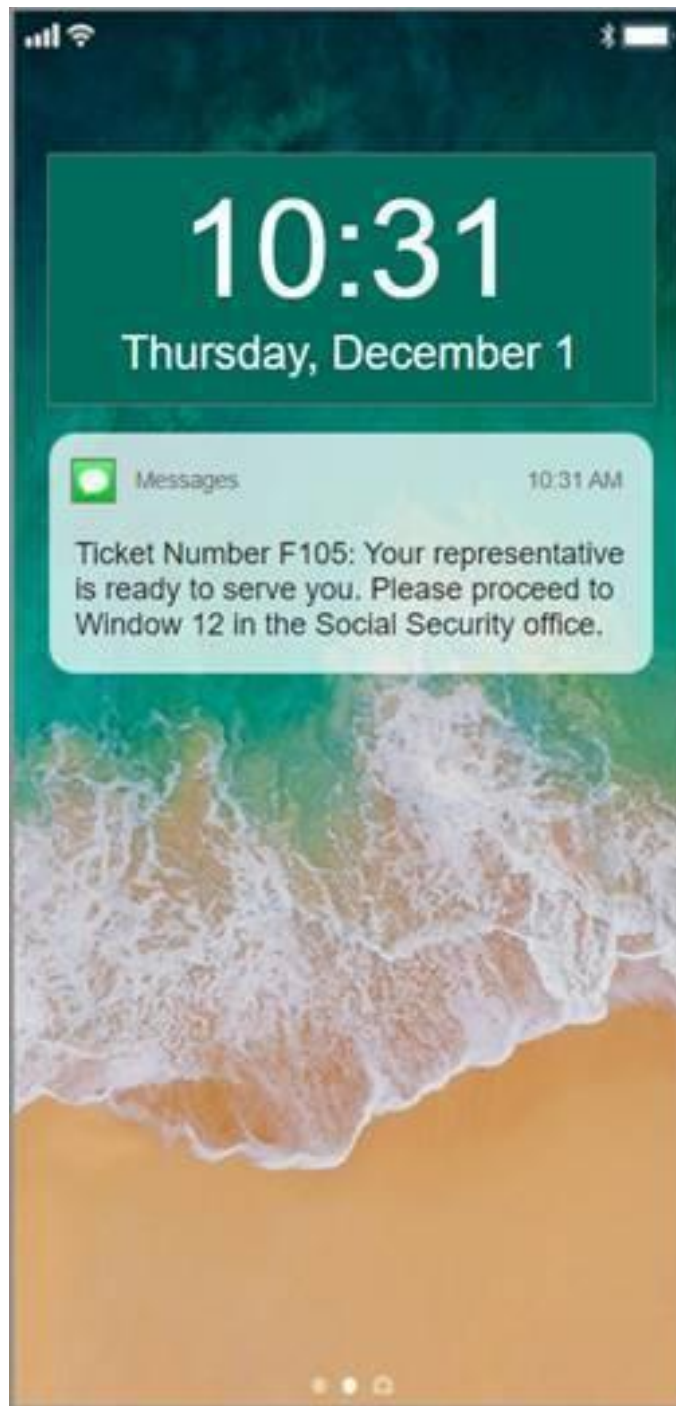 10:31
Thursday, December 1
Messages
10:31 AM
Ticket Number F105: Your representative
is ready to serve you. Please proceed to
Window 12 in the Social Security office.